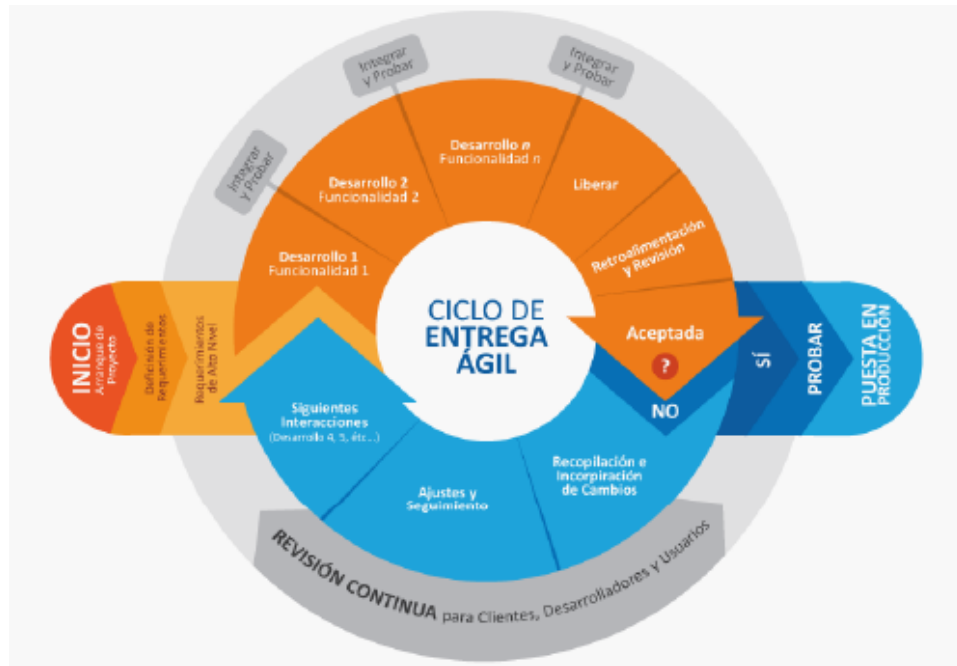 INICIO
Arranque de
Proyecto
Deficinión de
Requerimientos
Requerimientos
de Alto Nivel
Desarrollo 1
Funcionalidad 1
Integrar
y Probar
Desarrollo 2
Funcionalidad 2
Integrar
y Probar
Desarrollo n
Funcionalidad n
Integrar
y Probar
Liberar
Retroalimentación
y Revisión
Aceptada
?
NO
SÍ
PROBAR
PUESTA EN
PRODUCCIÓN
CICLO DE
ENTREGA
ÁGIL
Recopilación e
Incorpiración
de Cambios
Ajustes y
Seguimiento
Siguientes
Interacciones
(Desarrollo 4, 5, étc...)
REVISIÓN CONTINUA para Clientes, Desarrolladores y Usuarios